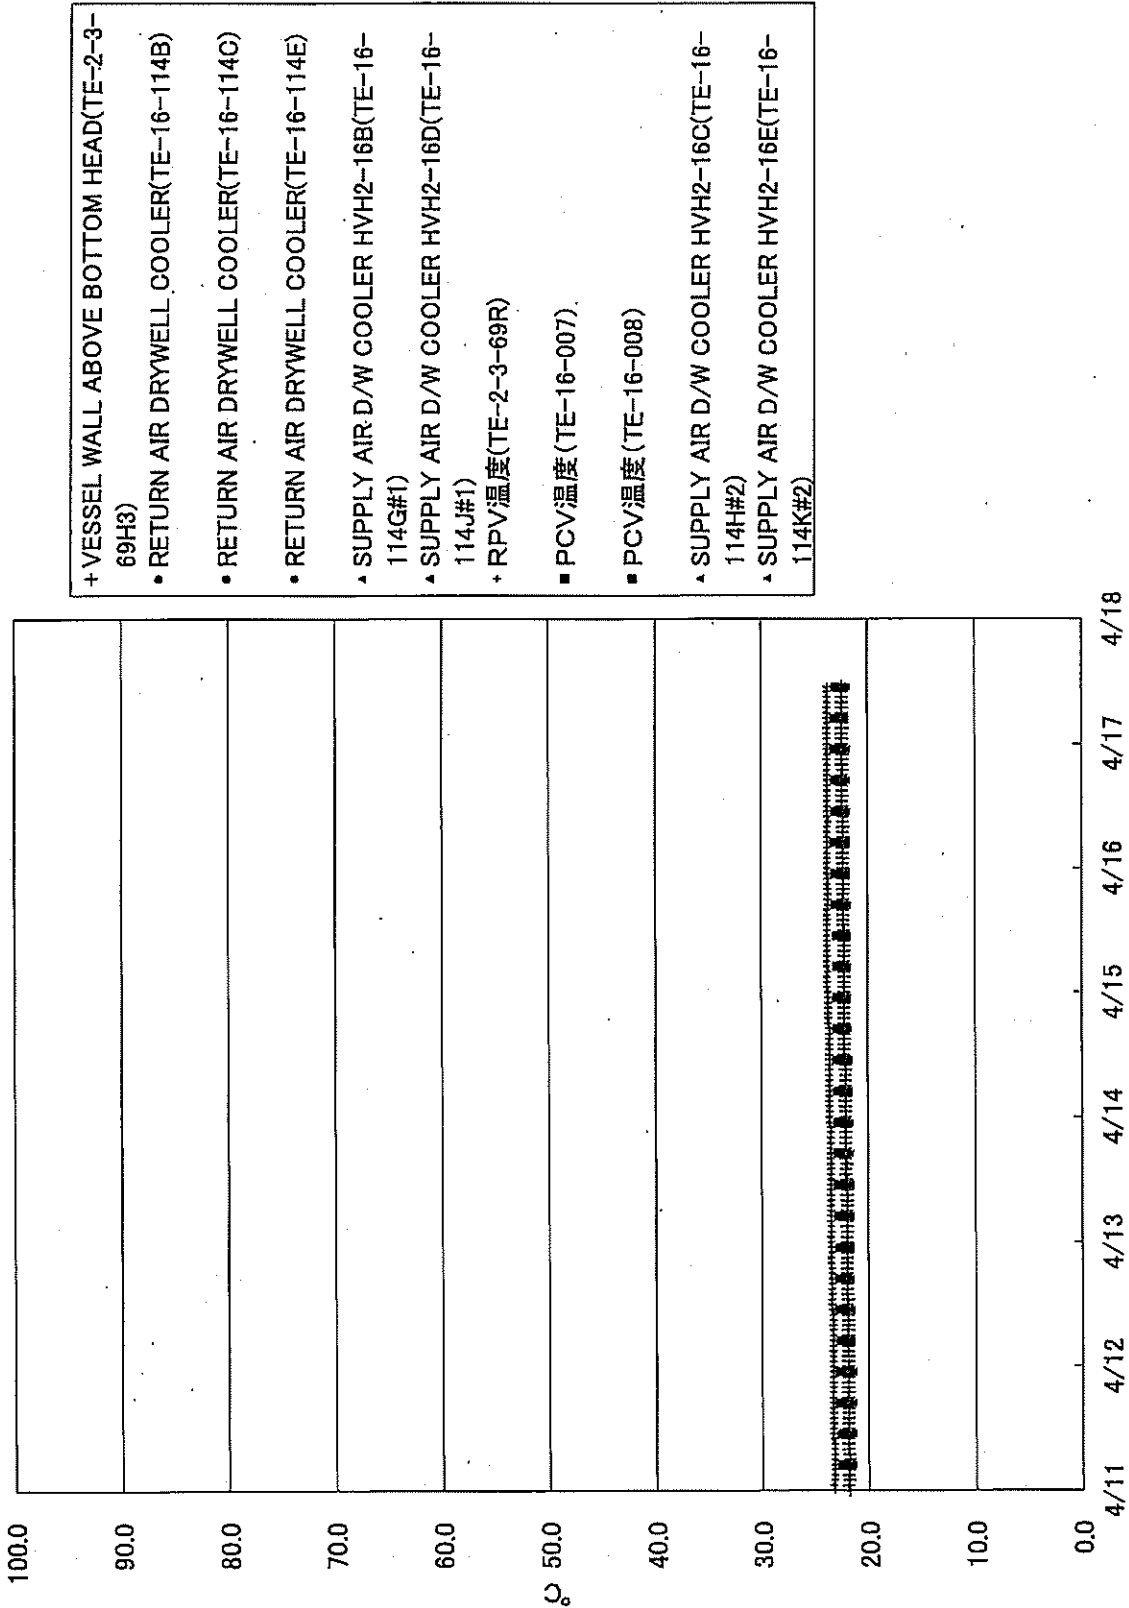 100.0
90.0
80.0
70.0
60.0
50.0
40.0
30.0
20.0
10.0
0.0
°C
4/11
4/12
4/13
4/14
4/15
4/16
4/17
4/18
+VESSEL WALL ABOVE BOTTOM HEAD(TE-2-3-
69H3)
• RETURN AIR DRYWELL COOLER(TE-16-114B)
• RETURN AIR DRYWELL COOLER(TE-16-114C)
• RETURN AIR DRYWELL COOLER(TE-16-114E)
▲ SUPPLY AIR D/W COOLER HVH2-16B(TE-16-
114G#1)
▲ SUPPLY AIR D/W COOLER HVH2-16D(TE-16-
114J#1)
+ RPV温度(TE-2-3-69R)
■ PCV温度(TE-16-007)
■ PCV温度(TE-16-008)
▲ SUPPLY AIR D/W COOLER HVH2-16C(TE-16-
114H#2)
▲ SUPPLY AIR D/W COOLER HVH2-16E(TE-16-
114K#2)